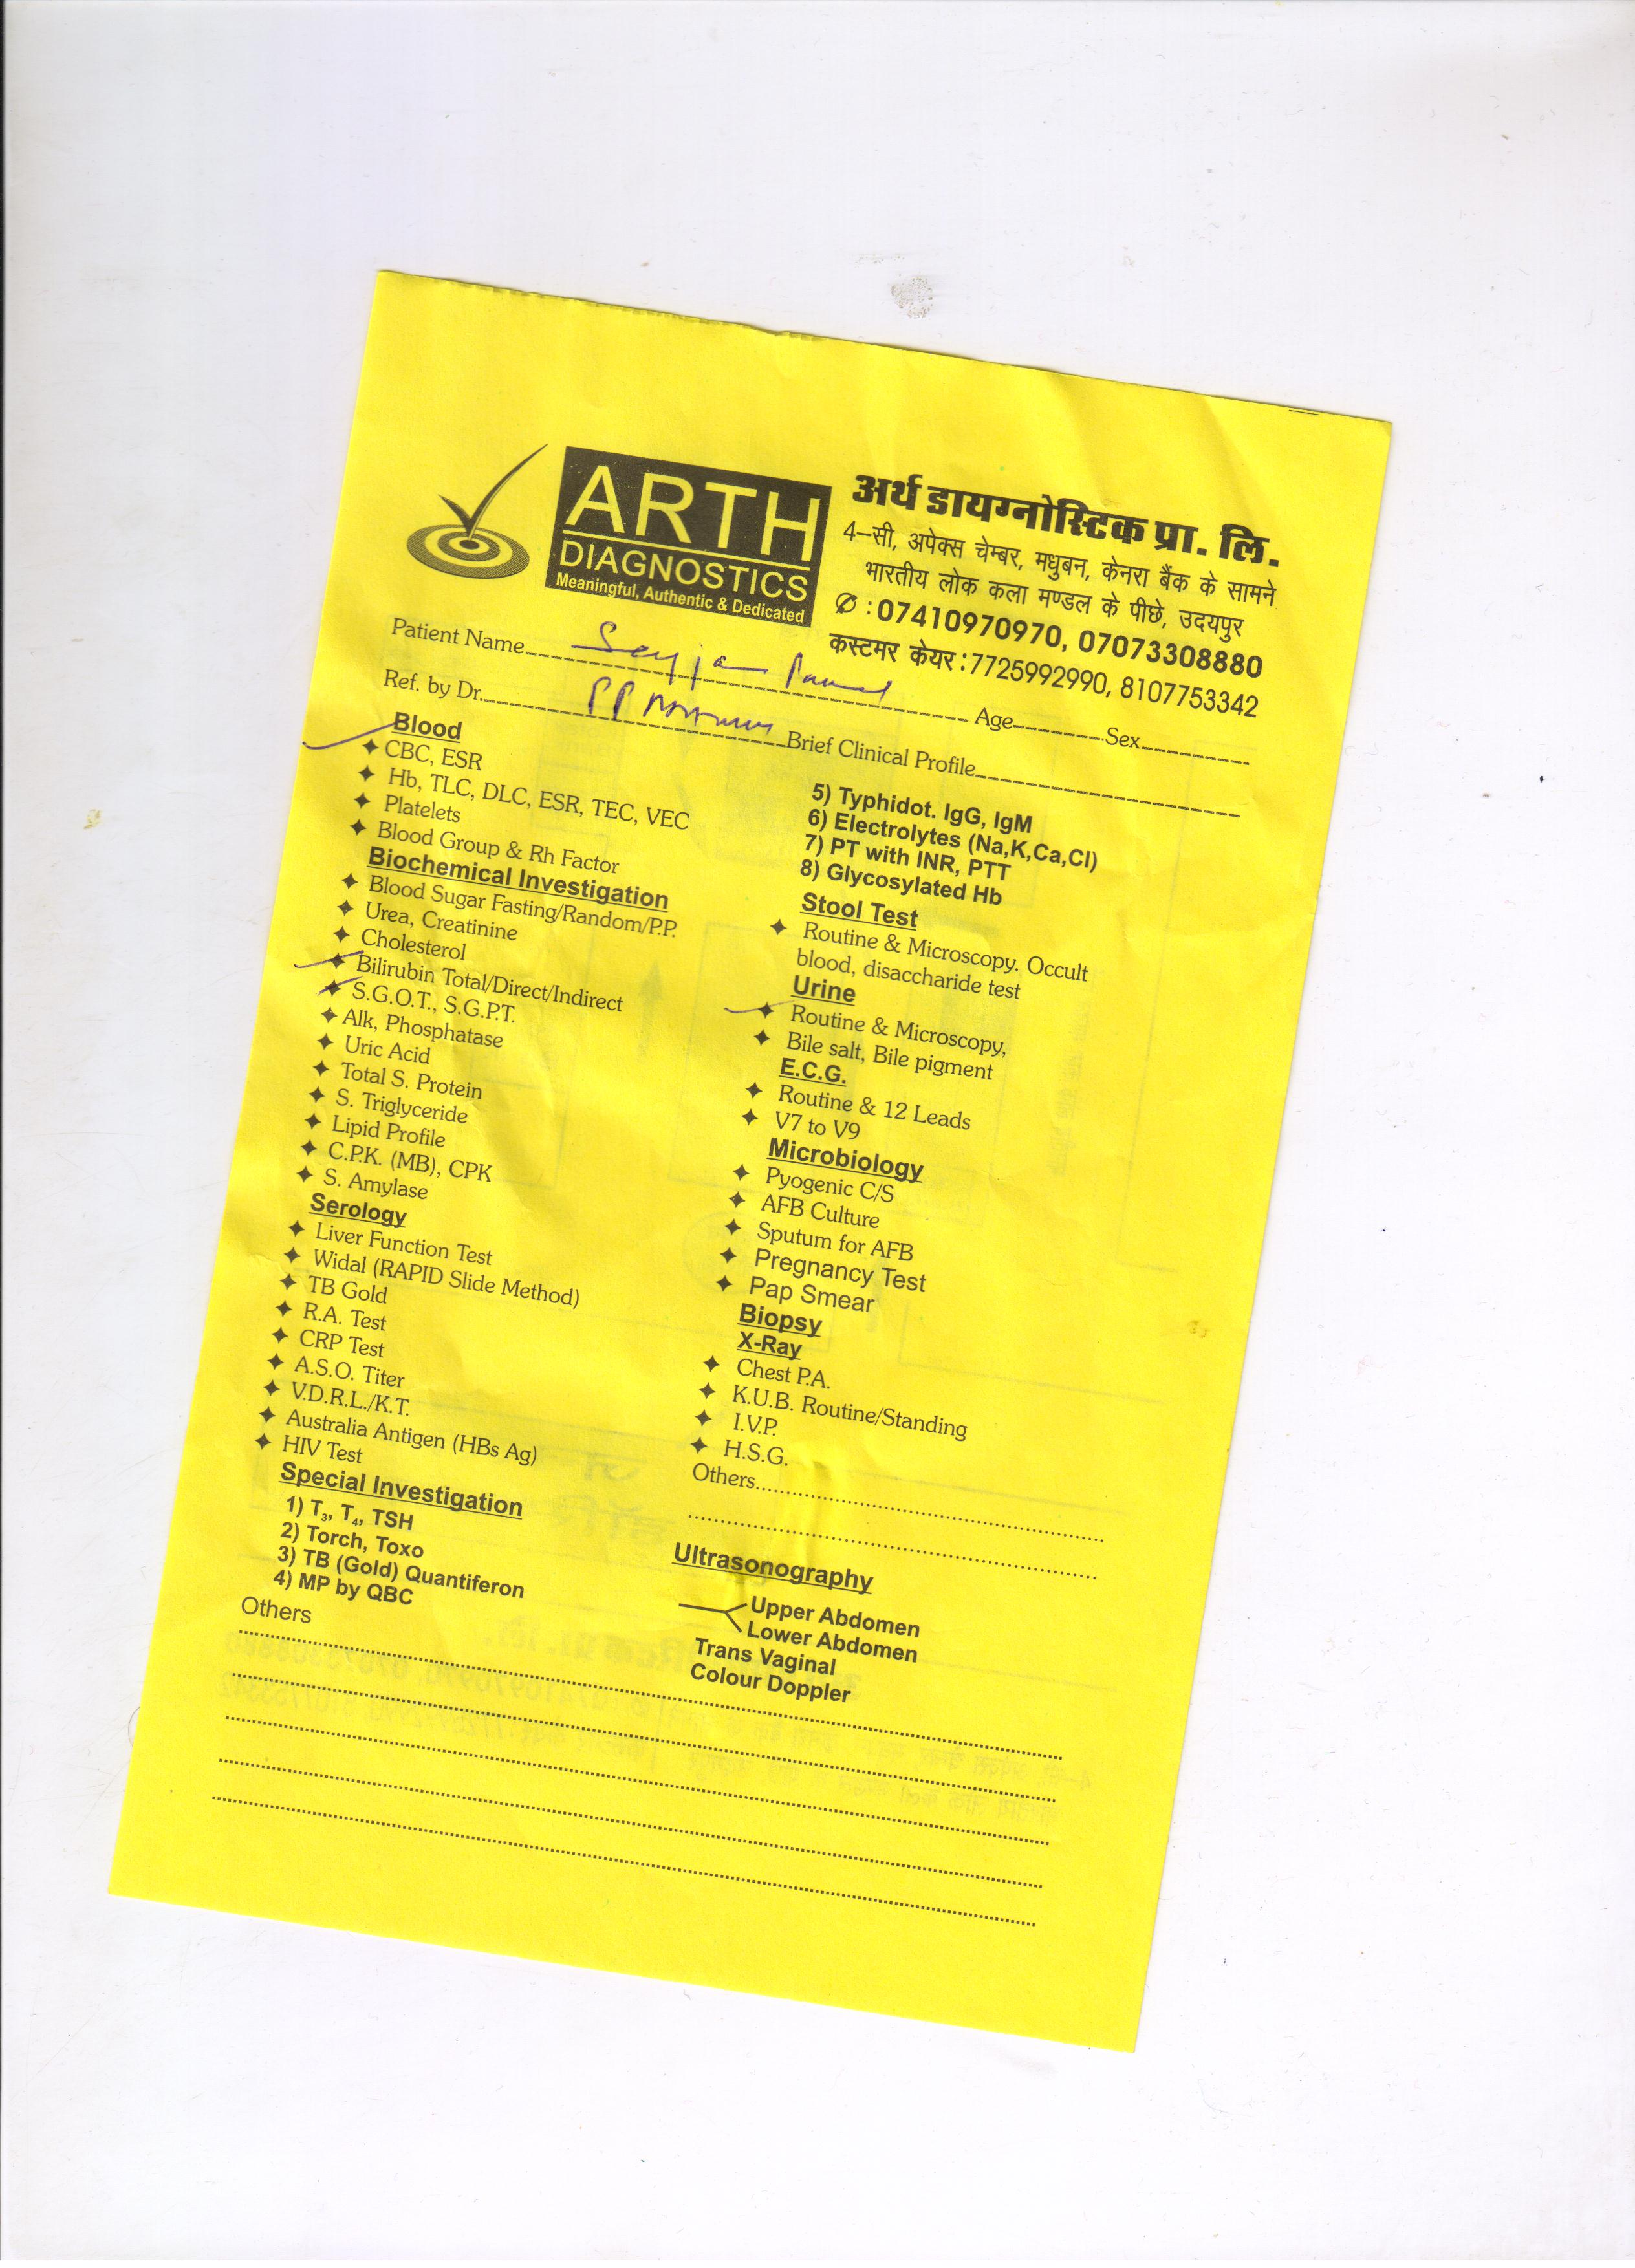 ARTH
DIAGNOSTICS
Meaningful, Authentic & Dedicated
अर्थ डायग्नोस्टिक प्रा. लि.
4-सी, अपेक्स चेम्बर, मधुबन, केनरा बैंक के सामने
भारतीय लोक कला मण्डल के पीछे, उदयपुर
: 07410970970, 07073308880
कस्टमर केयर : 7725992990, 8107753342
Patient Name
Age Sex
Ref. by Dr.
Brief Clinical Profile
Blood
CBC, ESR
Hb, TLC, DLC, ESR, TEC, VEC
Platelets
Blood Group & Rh Factor
Biochemical Investigation
Blood Sugar Fasting/Random/P.P.
Urea, Creatinine
Cholesterol
Bilirubin Total/Direct/Indirect
S.G.O.T., S.G.P.T.
Alk, Phosphatase
Uric Acid
Total S. Protein
S. Triglyceride
Lipid Profile
C.P.K. (MB), CPK
S. Amylase
Serology
Liver Function Test
Widal (RAPID Slide Method)
TB Gold
R.A. Test
CRP Test
A.S.O. Titer
V.D.R.L./K.T.
Australia Antigen (HBs Ag)
HIV Test
Special Investigation
1) T3, T4, TSH
2) Torch, Toxo
3) TB (Gold) Quantiferon
4) MP by QBC
Others
5) Typhidot. IgG, IgM
6) Electrolytes (Na,K,Ca,Cl)
7) PT with INR, PTT
8) Glycosylated Hb
Stool Test
Routine & Microscopy. Occult
blood, disaccharide test
Urine
Routine & Microscopy,
Bile salt, Bile pigment
E.C.G.
Routine & 12 Leads
V7 to V9
Microbiology
Pyogenic C/S
AFB Culture
Sputum for AFB
Pregnancy Test
Pap Smear
Biopsy
X-Ray
Chest P.A.
K.U.B. Routine/Standing
I.V.P.
H.S.G.
Others
Ultrasonography
Upper Abdomen
Lower Abdomen
Trans Vaginal
Colour Doppler